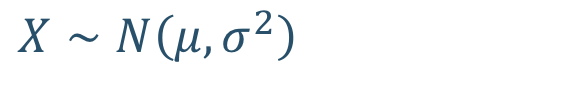 X ~ N(μ, σ²)